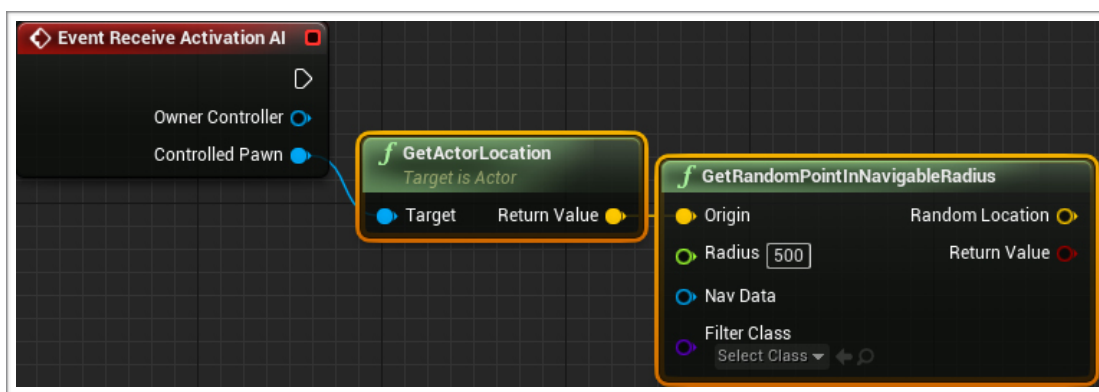 Event Receive Activation AI
Owner Controller
Controlled Pawn
f GetActorLocation
Target is Actor
Target Return Value
f GetRandomPointInNavigableRadius
Origin Random Location
Radius 500 Return Value
Nav Data
Filter Class
Select Class